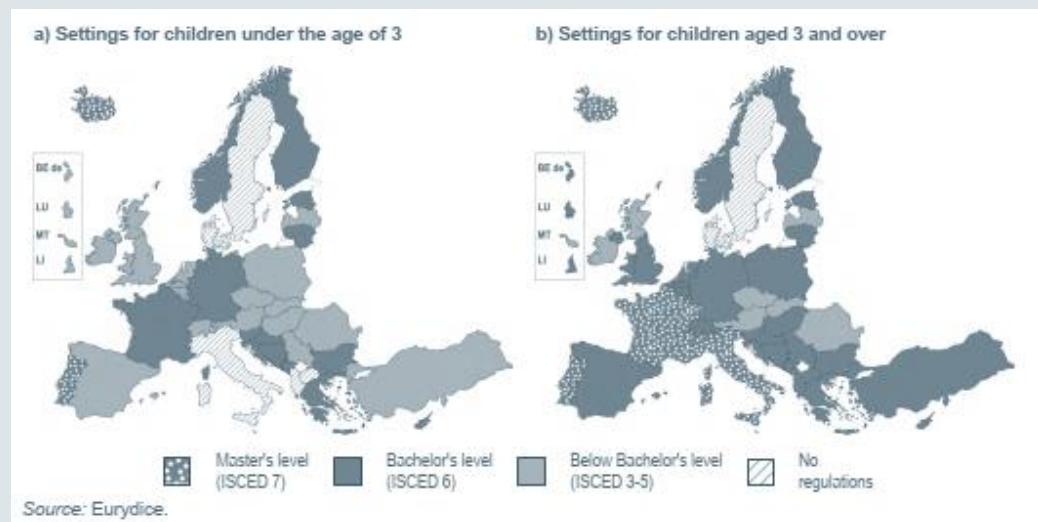 a) Settings for children under the age of 3
b) Settings for children aged 3 and over
BE de
LU
MT
LI
BE de
LU
MT
LI
Master's level
(ISCED 7)
Bachelor's level
(ISCED 6)
Below Bachelor's level
(ISCED 3-5)
No
regulations
Source: Eurydice.